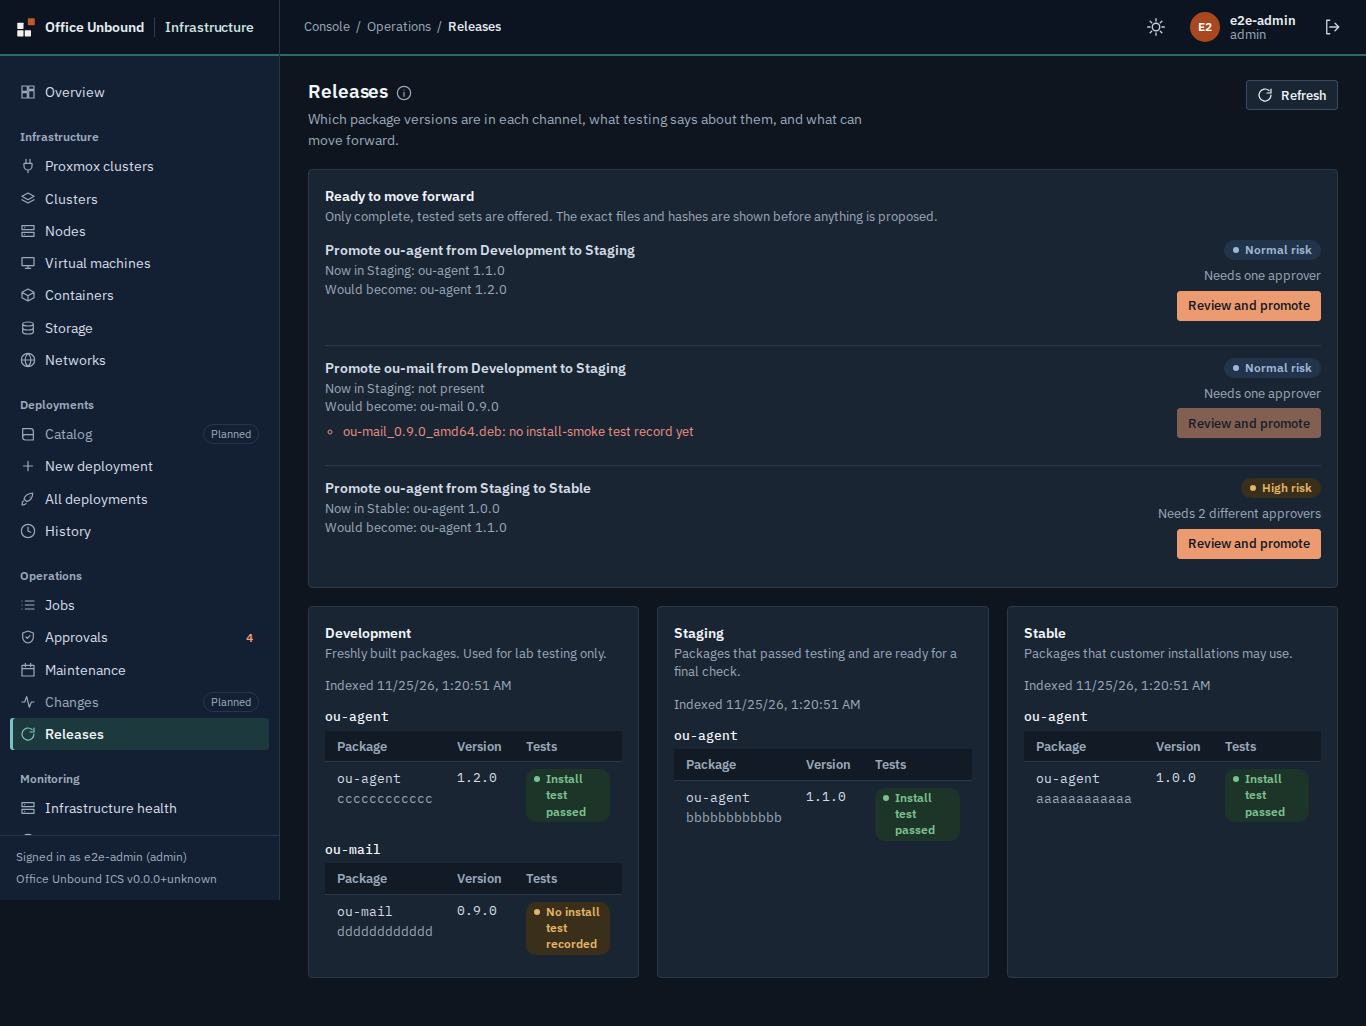 Office Unbound
Infrastructure
Console / Operations / Releases
E2
e2e-admin
admin
Overview
Infrastructure
Proxmox clusters
Clusters
Nodes
Virtual machines
Containers
Storage
Networks
Deployments
Catalog
Planned
New deployment
All deployments
History
Operations
Jobs
Approvals
4
Maintenance
Changes
Planned
Releases
Monitoring
Infrastructure health
Signed in as e2e-admin (admin)
Office Unbound ICS v0.0.0+unknown
Releases
Refresh
Which package versions are in each channel, what testing says about them, and what can
move forward.
Ready to move forward
Only complete, tested sets are offered. The exact files and hashes are shown before anything is proposed.
Promote ou-agent from Development to Staging
Now in Staging: ou-agent 1.1.0
Would become: ou-agent 1.2.0
Normal risk
Needs one approver
Review and promote
Promote ou-mail from Development to Staging
Now in Staging: not present
Would become: ou-mail 0.9.0
ou-mail_0.9.0_amd64.deb: no install-smoke test record yet
Normal risk
Needs one approver
Review and promote
Promote ou-agent from Staging to Stable
Now in Stable: ou-agent 1.0.0
Would become: ou-agent 1.1.0
High risk
Needs 2 different approvers
Review and promote
Development
Freshly built packages. Used for lab testing only.
Indexed 11/25/26, 1:20:51 AM
ou-agent
Package Version Tests
ou-agent 1.2.0
cccccccccccc
Install
test
passed
ou-mail
Package Version Tests
ou-mail 0.9.0
dddddddddddd
No install
test
recorded
Staging
Packages that passed testing and are ready for a
final check.
Indexed 11/25/26, 1:20:51 AM
ou-agent
Package Version Tests
ou-agent 1.1.0
bbbbbbbbbbbb
Install
test
passed
Stable
Packages that customer installations may use.
Indexed 11/25/26, 1:20:51 AM
ou-agent
Package Version Tests
ou-agent 1.0.0
aaaaaaaaaaaa
Install
test
passed